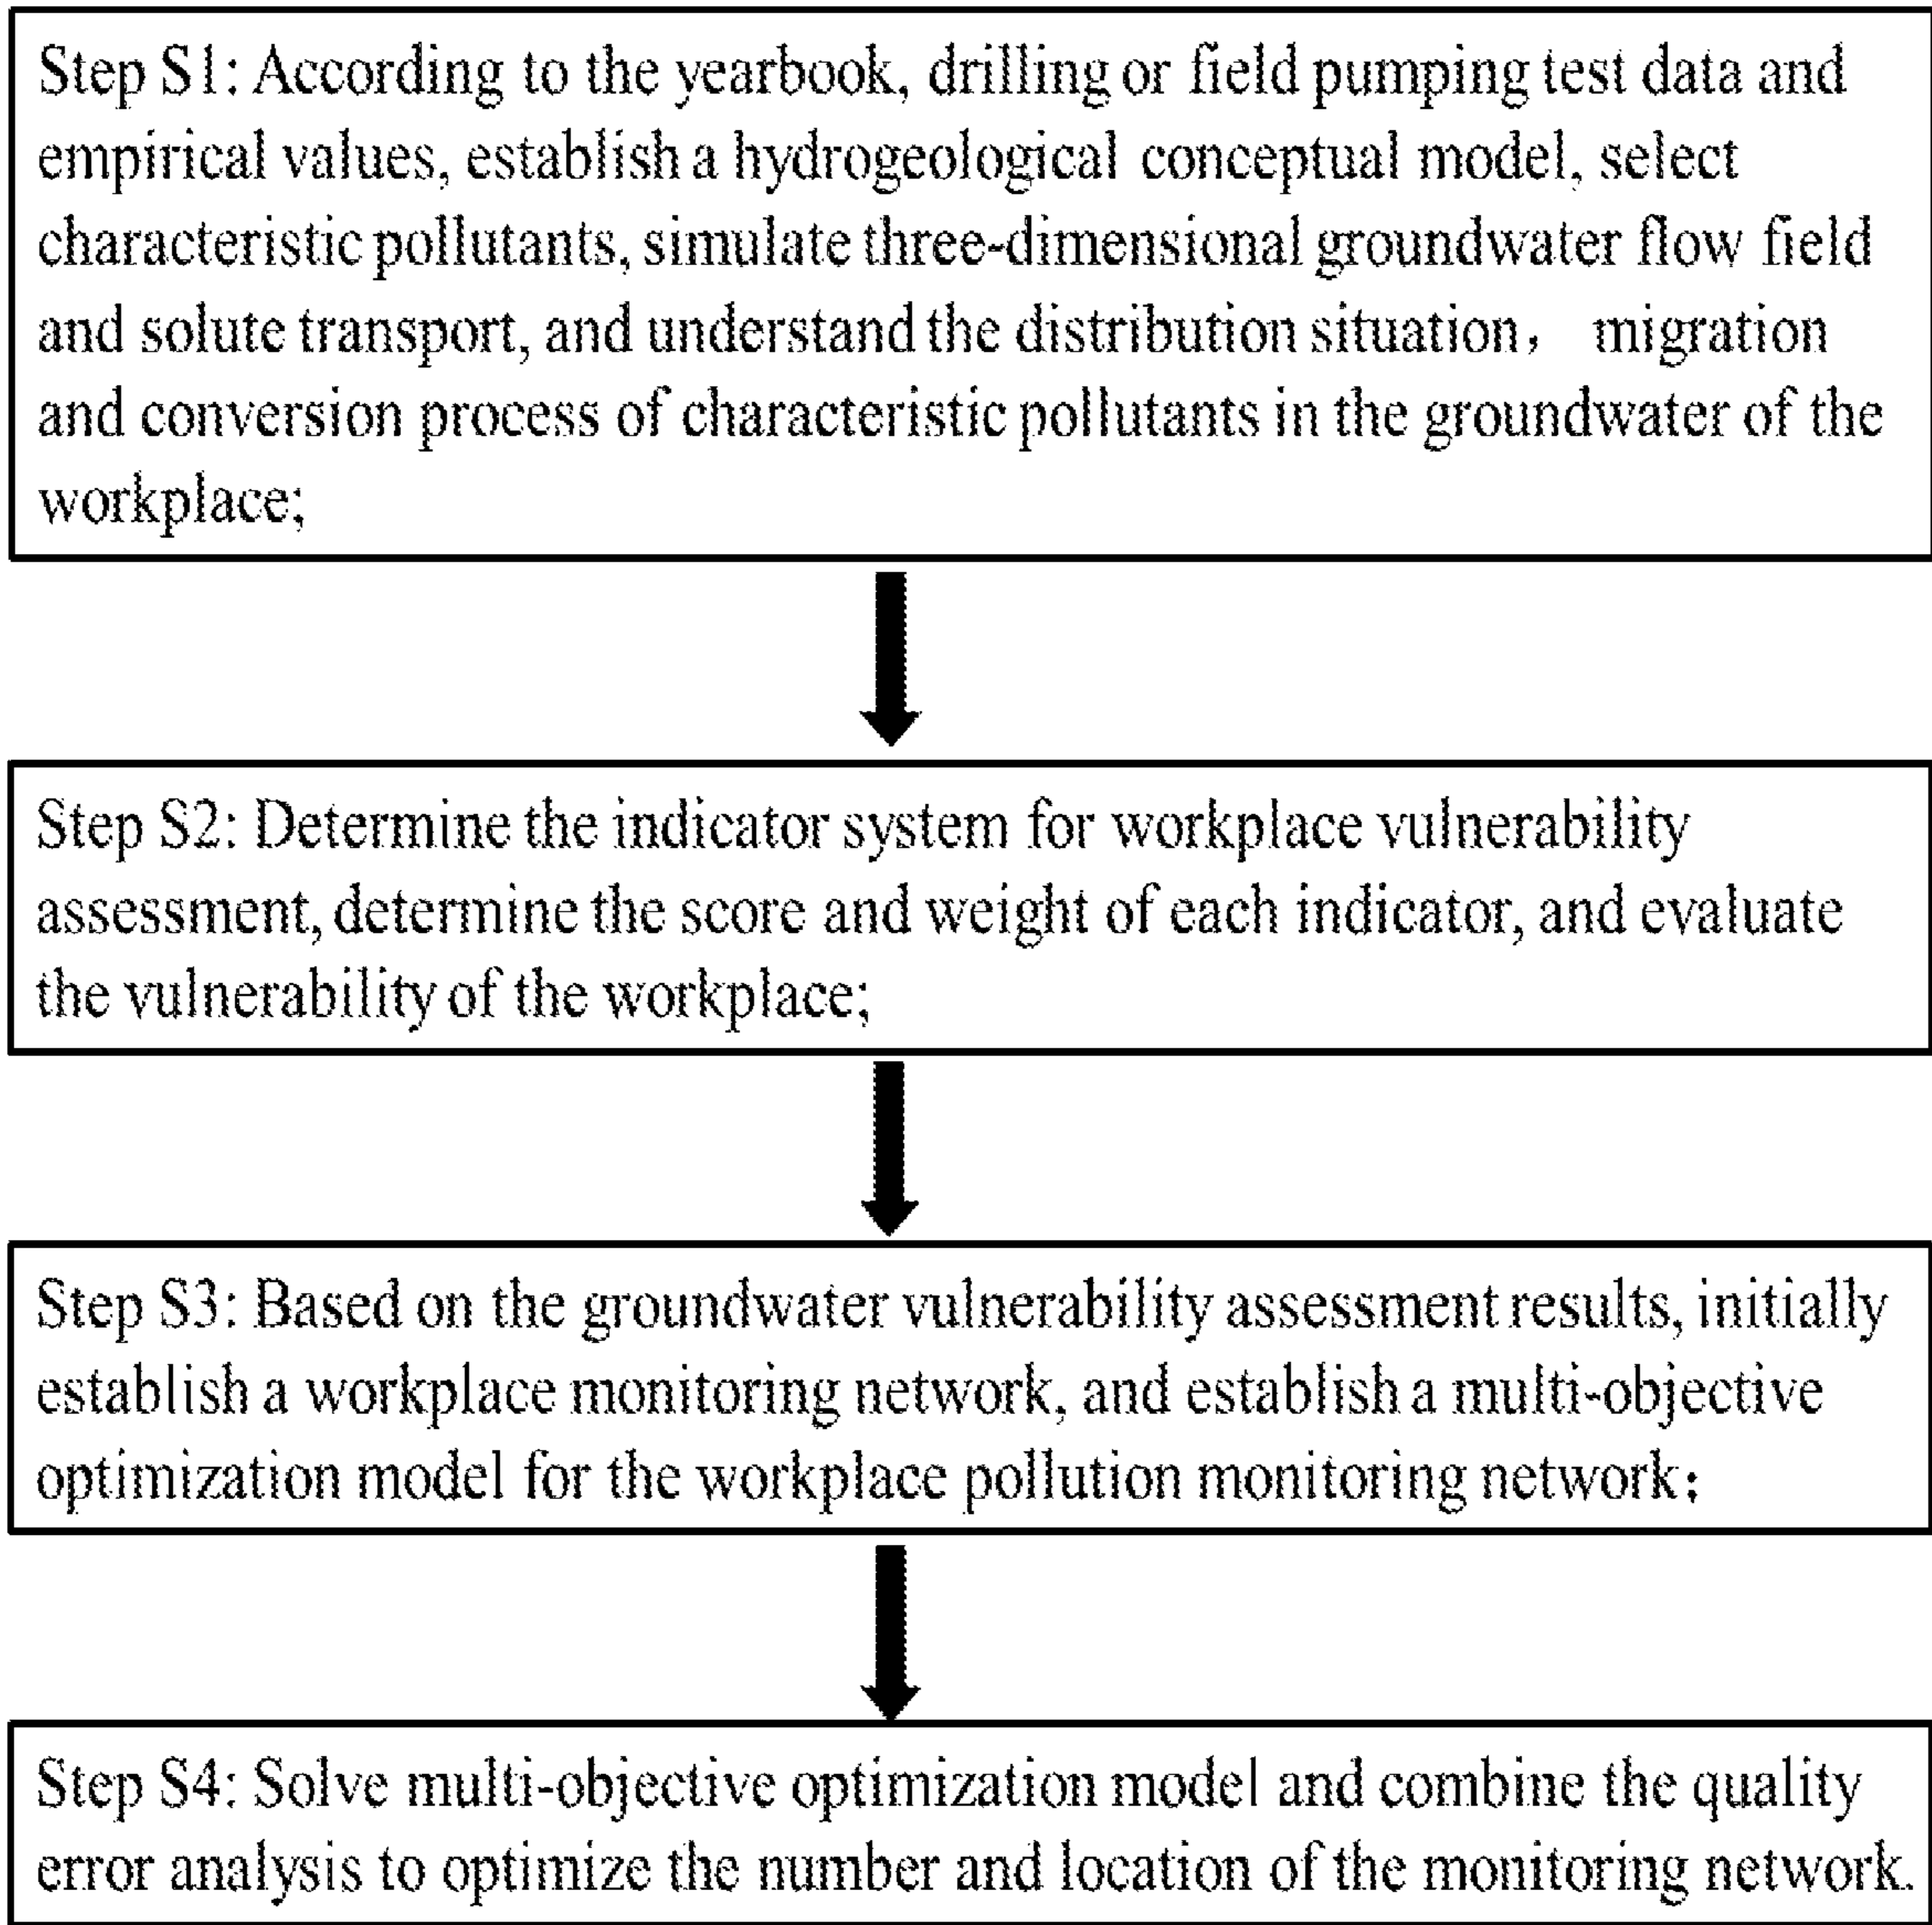 Step S1: According to the yearbook, drilling or field pumping test data and
empirical values, establish a hydrogeological conceptual model, select
characteristic pollutants, simulate three-dimensional groundwater flow field
and solute transport, and understand the distribution situation， migration
and conversion process of characteristic pollutants in the groundwater of the
workplace;
Step S2: Determine the indicator system for workplace vulnerability
assessment, determine the score and weight of each indicator, and evaluate
the vulnerability of the workplace;
Step S3: Based on the groundwater vulnerability assessment results, initially
establish a workplace monitoring network, and establish a multi-objective
optimization model for the workplace pollution monitoring network；
Step S4: Solve multi-objective optimization model and combine the quality
error analysis to optimize the number and location of the monitoring network.